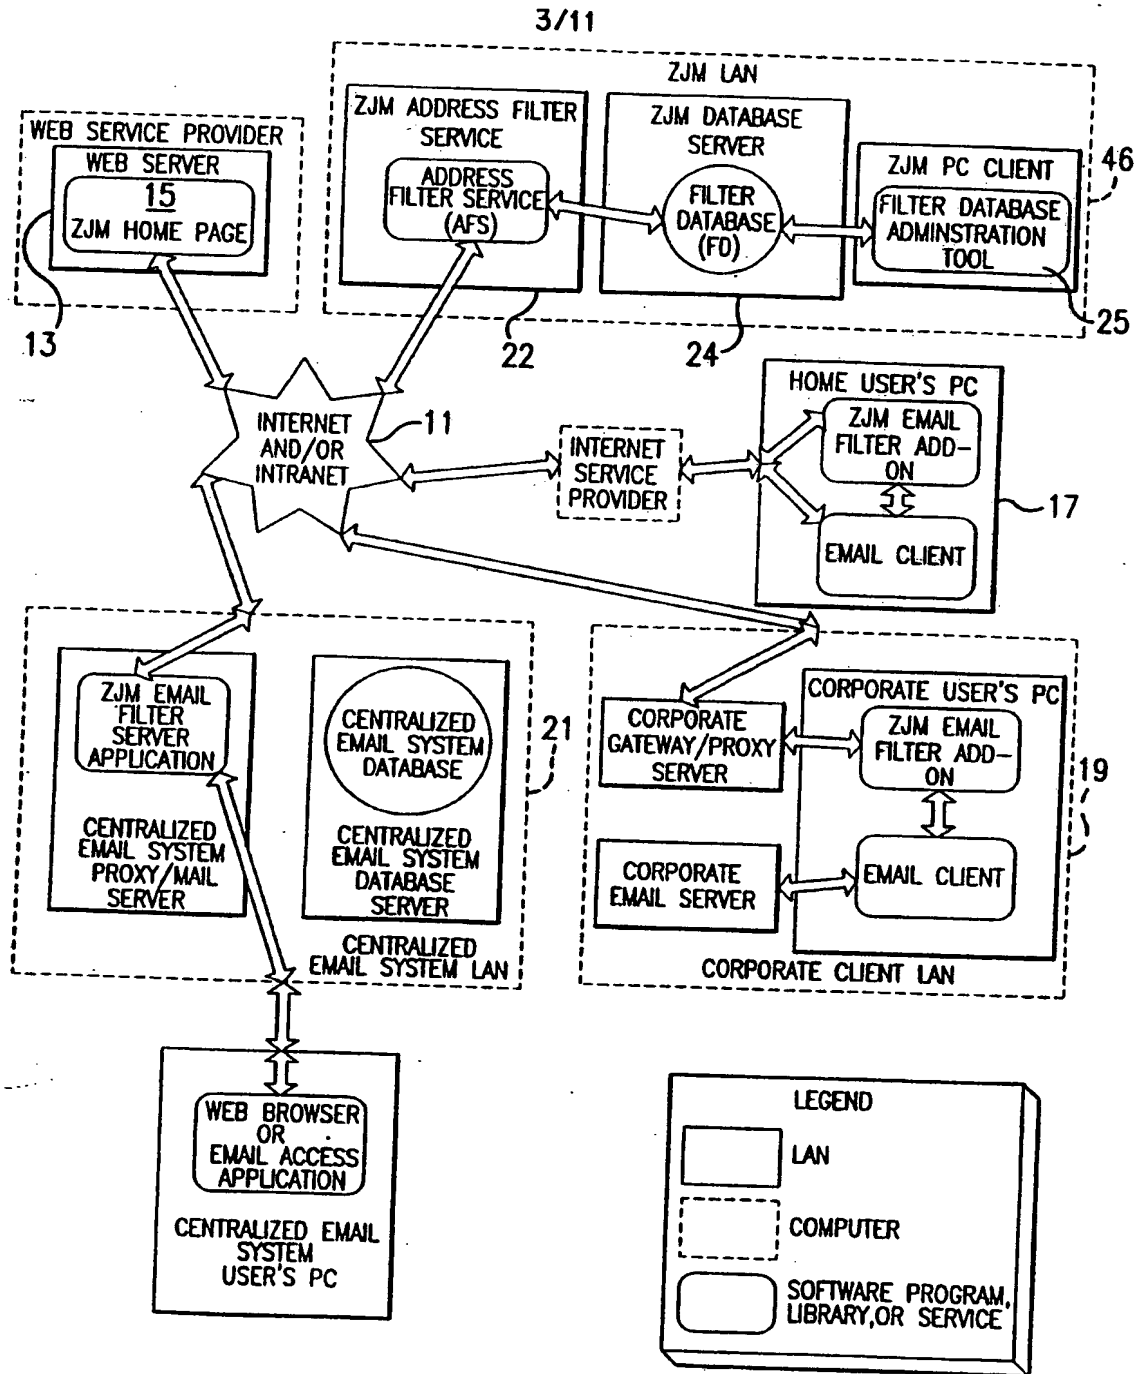 3/11
ZJM LAN
WEB SERVICE PROVIDER
WEB SERVER
15
ZJM HOME PAGE
13
ZJM ADDRESS FILTER
SERVICE
ADDRESS
FILTER SERVICE
(AFS)
22
ZJM DATABASE
SERVER
FILTER
DATABASE
(FD)
24
ZJM PC CLIENT
FILTER DATABASE
ADMINSTRATION
TOOL
25
46
INTERNET
AND/OR
INTRANET
11
INTERNET
SERVICE
PROVIDER
HOME USER'S PC
ZJM EMAIL
FILTER ADD-
ON
EMAIL CLIENT
17
ZJM EMAIL
FILTER
SERVER
APPLICATION
CENTRALIZED
EMAIL SYSTEM
PROXY/MAIL
SERVER
CENTRALIZED
EMAIL SYSTEM
DATABASE
CENTRALIZED
EMAIL SYSTEM
DATABASE
SERVER
CENTRALIZED
EMAIL SYSTEM LAN
21
CORPORATE
GATEWAY/PROXY
SERVER
CORPORATE
EMAIL SERVER
CORPORATE USER'S PC
ZJM EMAIL
FILTER ADD-
ON
EMAIL CLIENT
CORPORATE CLIENT LAN
19
WEB BROWSER
OR
EMAIL ACCESS
APPLICATION
CENTRALIZED EMAIL
SYSTEM
USER'S PC
LEGEND
LAN
COMPUTER
SOFTWARE PROGRAM,
LIBRARY,OR SERVICE